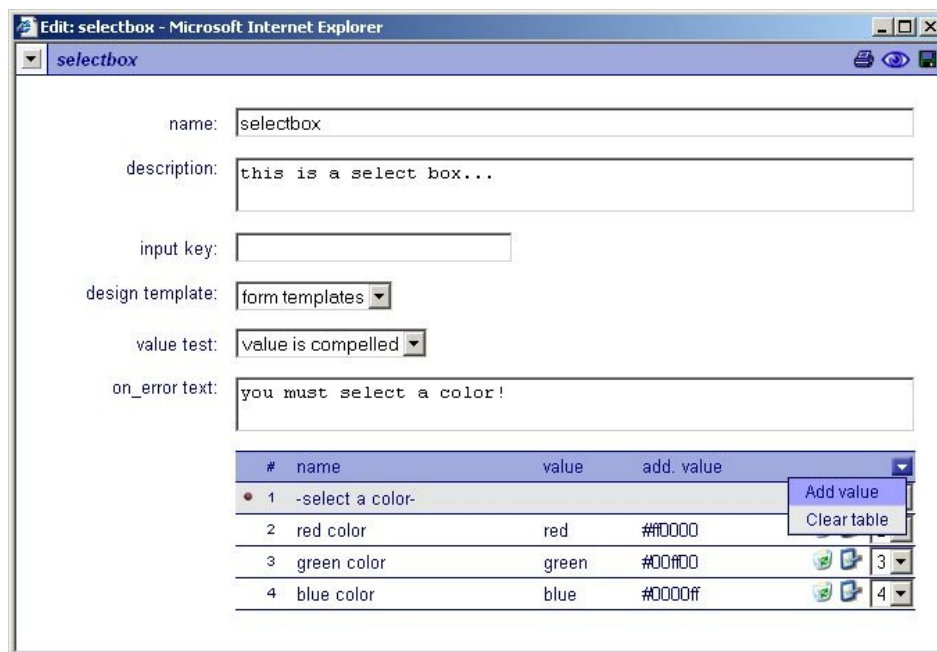 Edit: selectbox - Microsoft Internet Explorer
selectbox
name: selectbox
description: this is a select box...
input key:
design template: form templates
value test: value is compelled
on_error text: you must select a color!
# name value add. value
1 -select a color- Add value
Clear table
2 red color red #ff0000
3 green color green #00ff00 3
4 blue color blue #0000ff 4